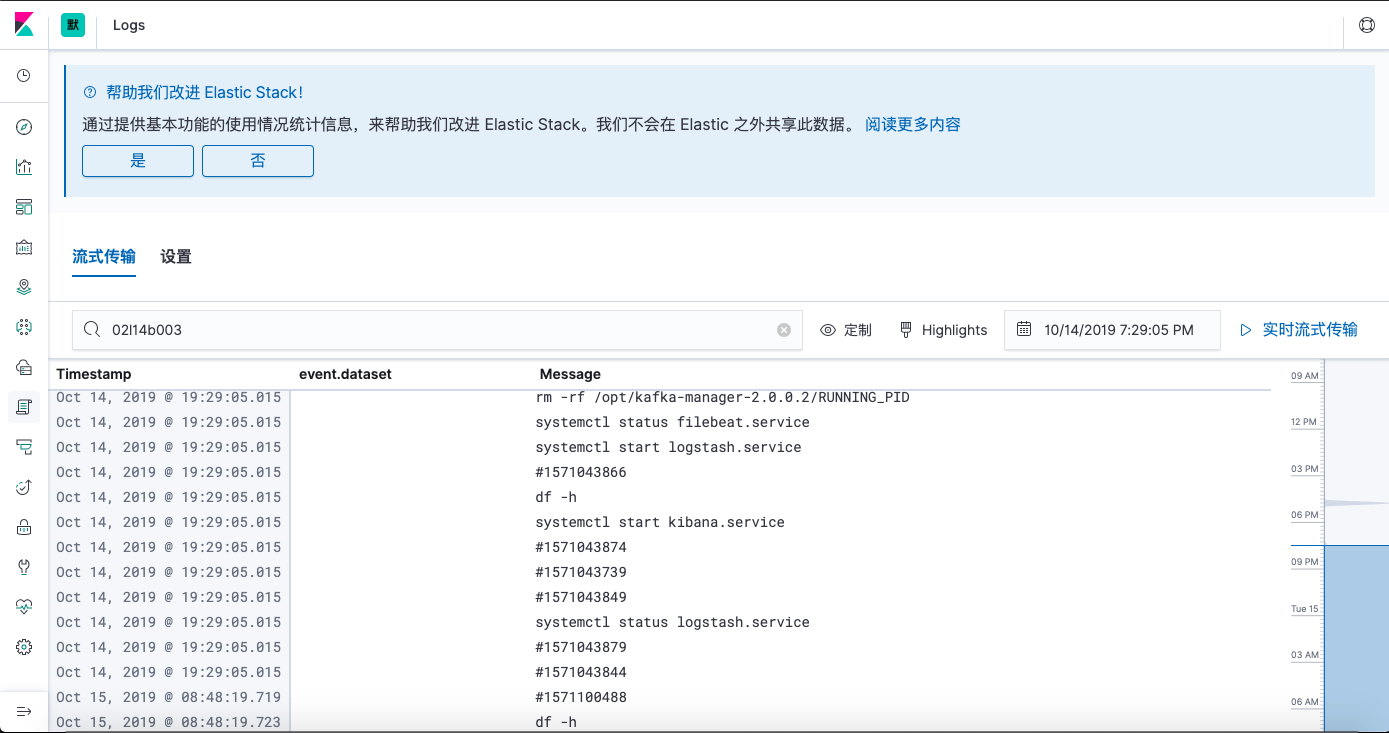 默 Logs
帮助我们改进 Elastic Stack!
通过提供基本功能的使用情况统计信息，来帮助我们改进 Elastic Stack。我们不会在 Elastic 之外共享此数据。 阅读更多内容
是 否
流式传输 设置
02l14b003 定制 Highlights 10/14/2019 7:29:05 PM 实时流式传输
Timestamp event.dataset Message
Oct 14, 2019 @ 19:29:05.015 rm -rf /opt/kafka-manager-2.0.0.2/RUNNING_PID
Oct 14, 2019 @ 19:29:05.015 systemctl status filebeat.service
Oct 14, 2019 @ 19:29:05.015 systemctl start logstash.service
Oct 14, 2019 @ 19:29:05.015 #1571043866
Oct 14, 2019 @ 19:29:05.015 df -h
Oct 14, 2019 @ 19:29:05.015 systemctl start kibana.service
Oct 14, 2019 @ 19:29:05.015 #1571043874
Oct 14, 2019 @ 19:29:05.015 #1571043739
Oct 14, 2019 @ 19:29:05.015 #1571043849
Oct 14, 2019 @ 19:29:05.015 systemctl status logstash.service
Oct 14, 2019 @ 19:29:05.015 #1571043879
Oct 14, 2019 @ 19:29:05.015 #1571043844
Oct 15, 2019 @ 08:48:19.719 #1571100488
Oct 15, 2019 @ 08:48:19.723 df -h
09 AM
12 PM
03 PM
06 PM
09 PM
Tue 15
03 AM
06 AM